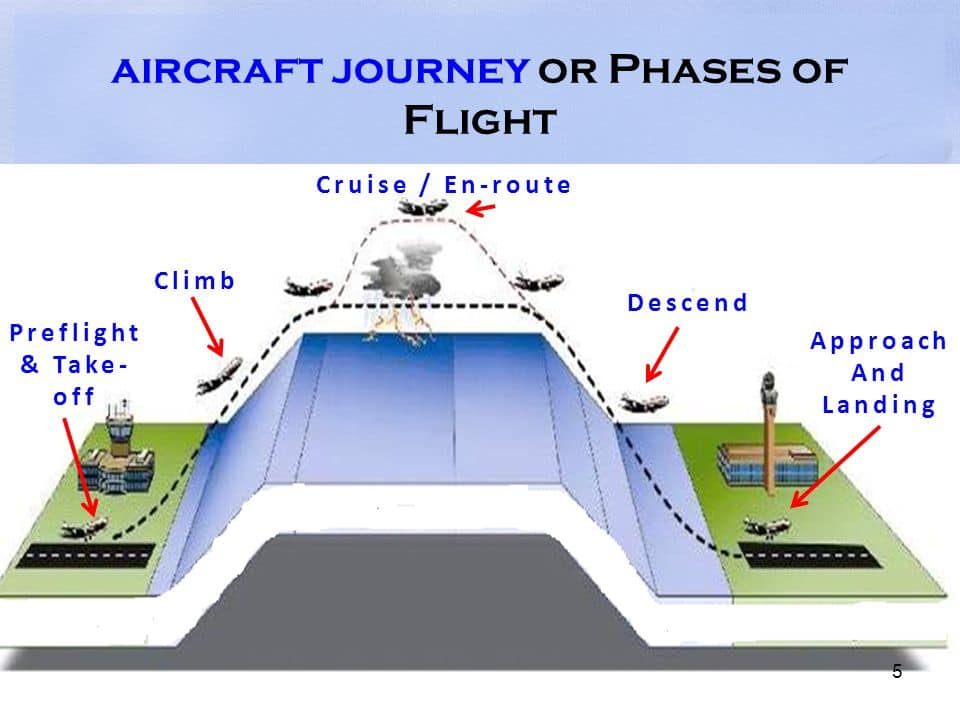 AIRCRAFT JOURNEY OR PHASES OF
FLIGHT
Cruise / En-route
Climb
Descend
Preflight
& Take-
off
Approach
And
Landing
5